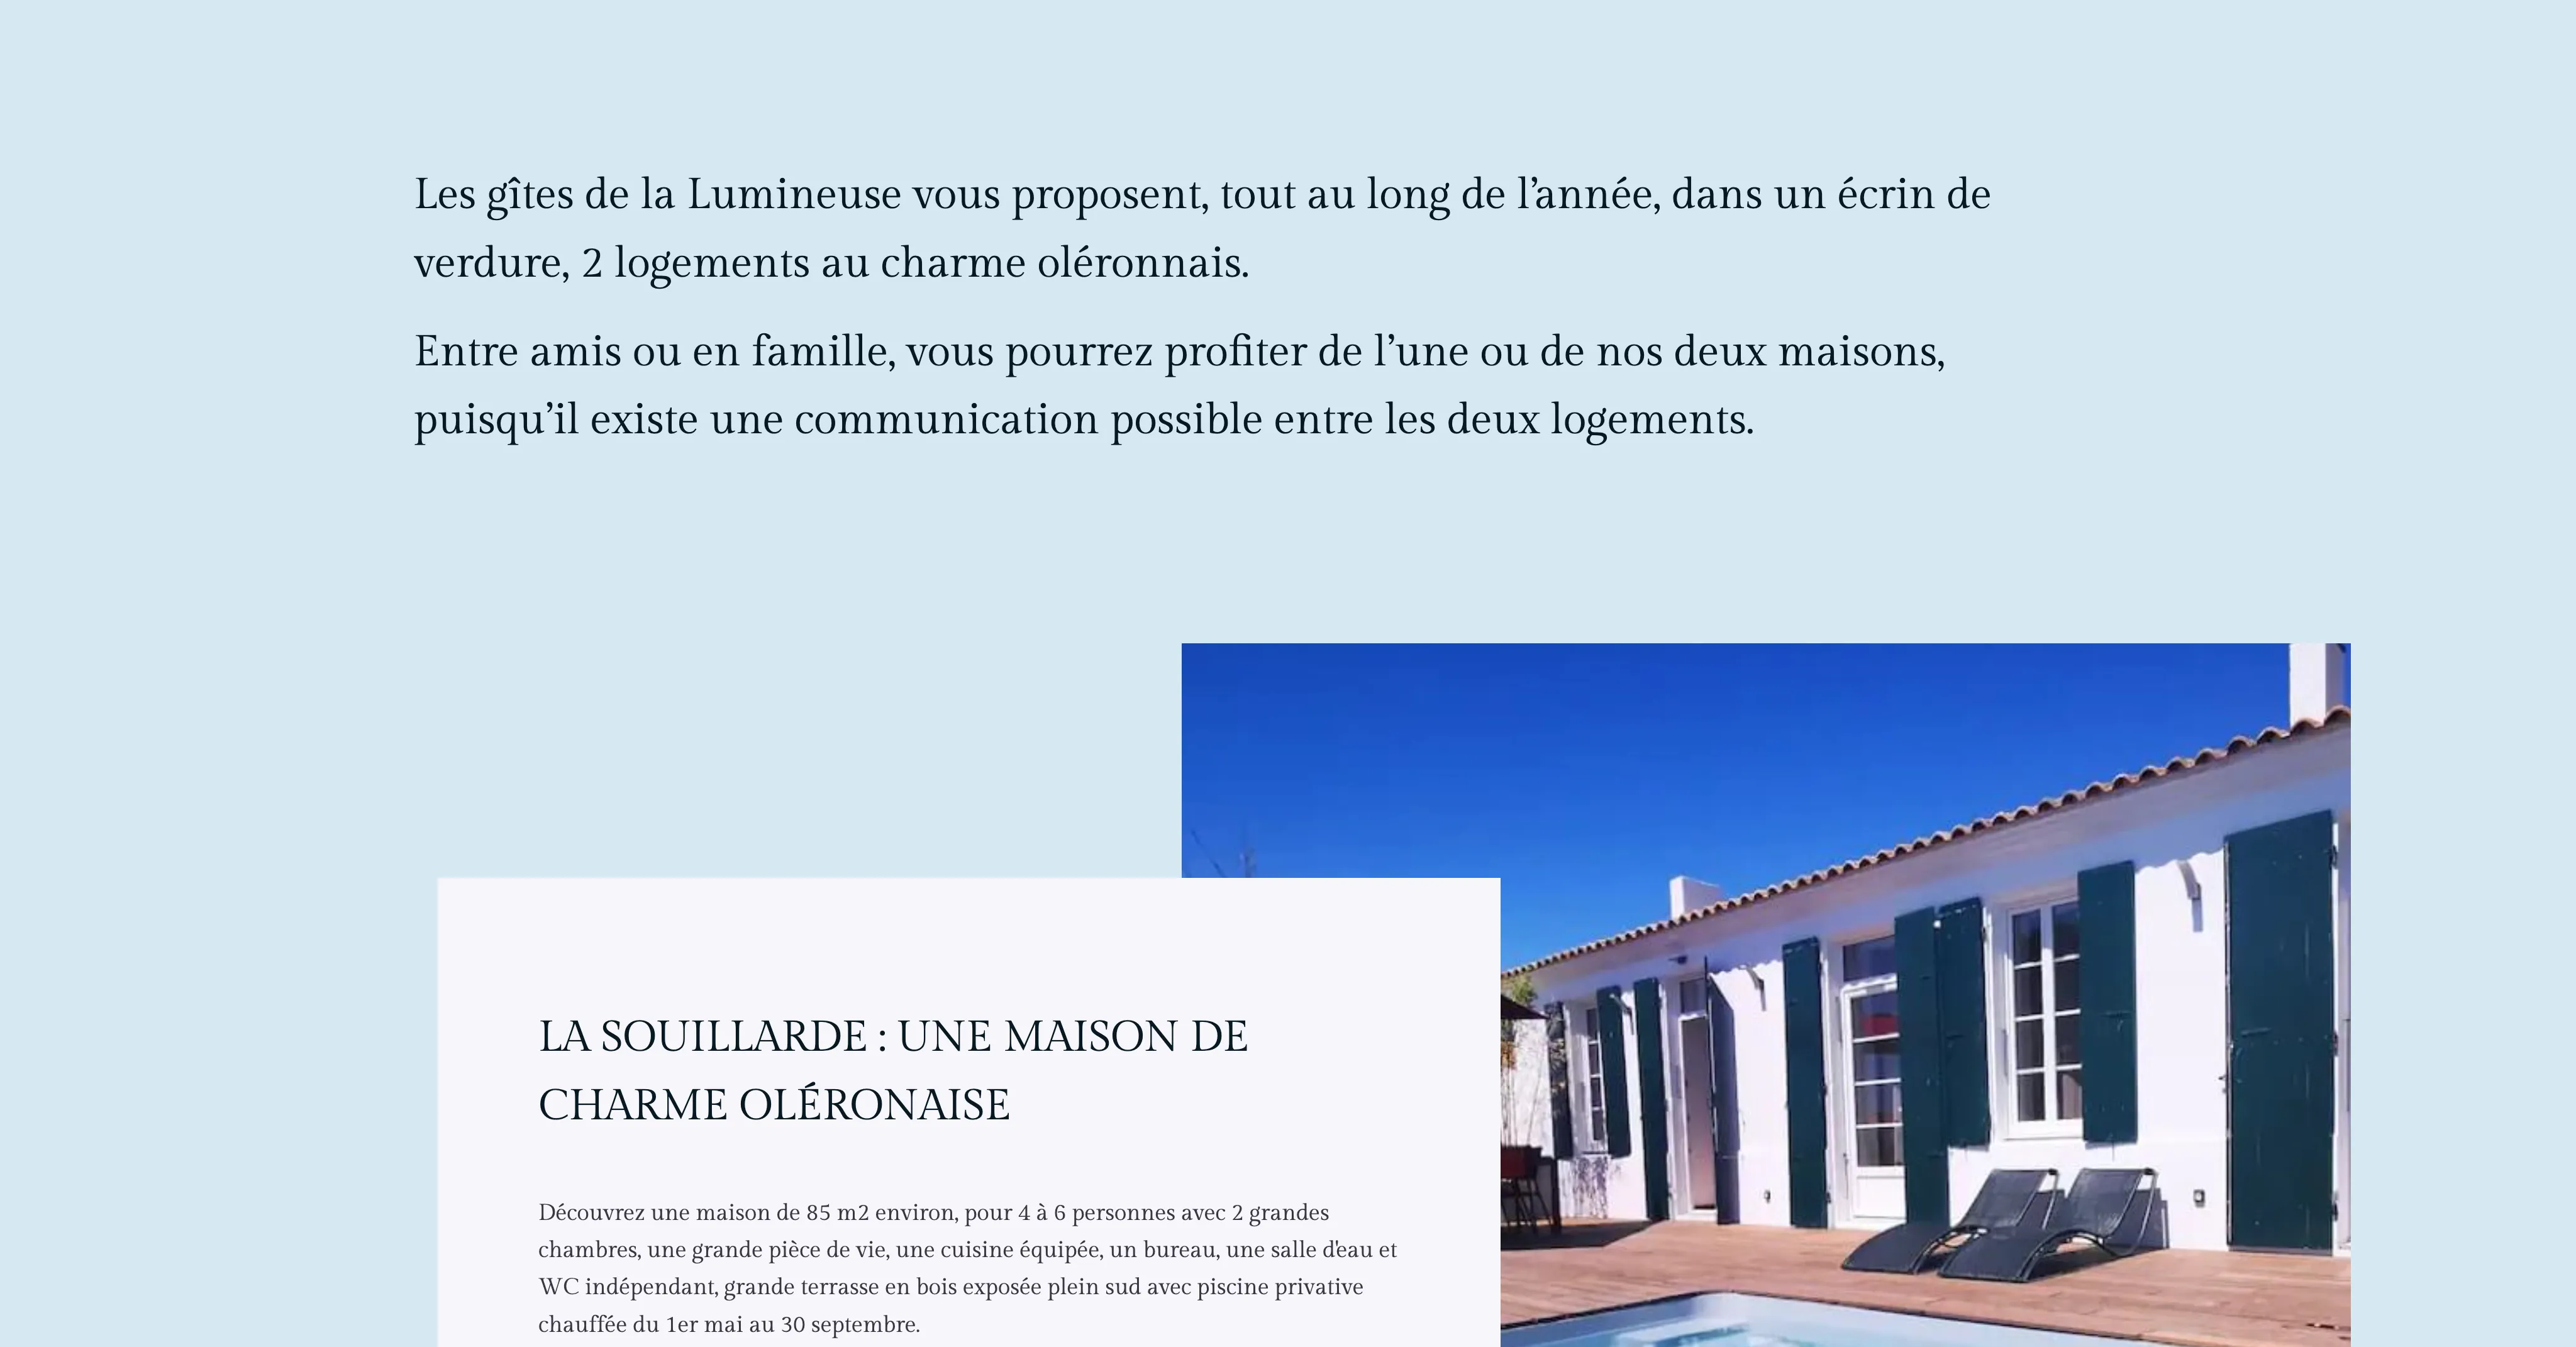 Les gîtes de la Lumineuse vous proposent, tout au long de l’année, dans un écrin de
verdure, 2 logements au charme oléronnais.
Entre amis ou en famille, vous pourrez profiter de l’une ou de nos deux maisons,
puisqu’il existe une communication possible entre les deux logements.
LA SOUILLARDE : UNE MAISON DE
CHARME OLÉRONAISE
Découvrez une maison de 85 m2 environ, pour 4 à 6 personnes avec 2 grandes
chambres, une grande pièce de vie, une cuisine équipée, un bureau, une salle d'eau et
WC indépendant, grande terrasse en bois exposée plein sud avec piscine privative
chauffée du 1er mai au 30 septembre.